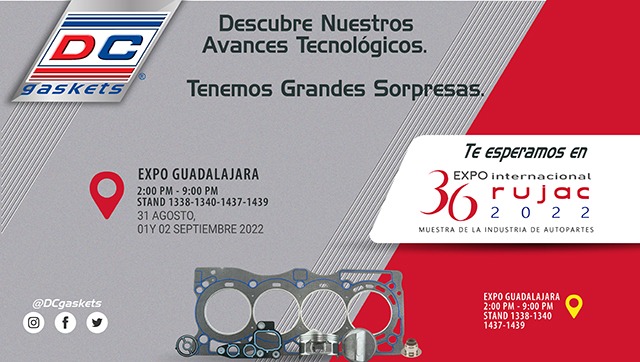 DC
gaskets®
Descubre Nuestros
Avances Tecnológicos.
Tenemos Grandes Sorpresas.
EXPO GUADALAJARA
2:00 PM - 9:00 PM
STAND 1338-1340-1437-1439
31 AGOSTO,
01Y 02 SEPTIEMBRE 2022
Te esperamos en
36 EXPO internacional
rujac
2022
MUESTRA DE LA INDUSTRIA DE AUTOPARTES
@DCgaskets
EXPO GUADALAJARA
2:00 PM - 9:00 PM
STAND 1338-1340
1437-1439